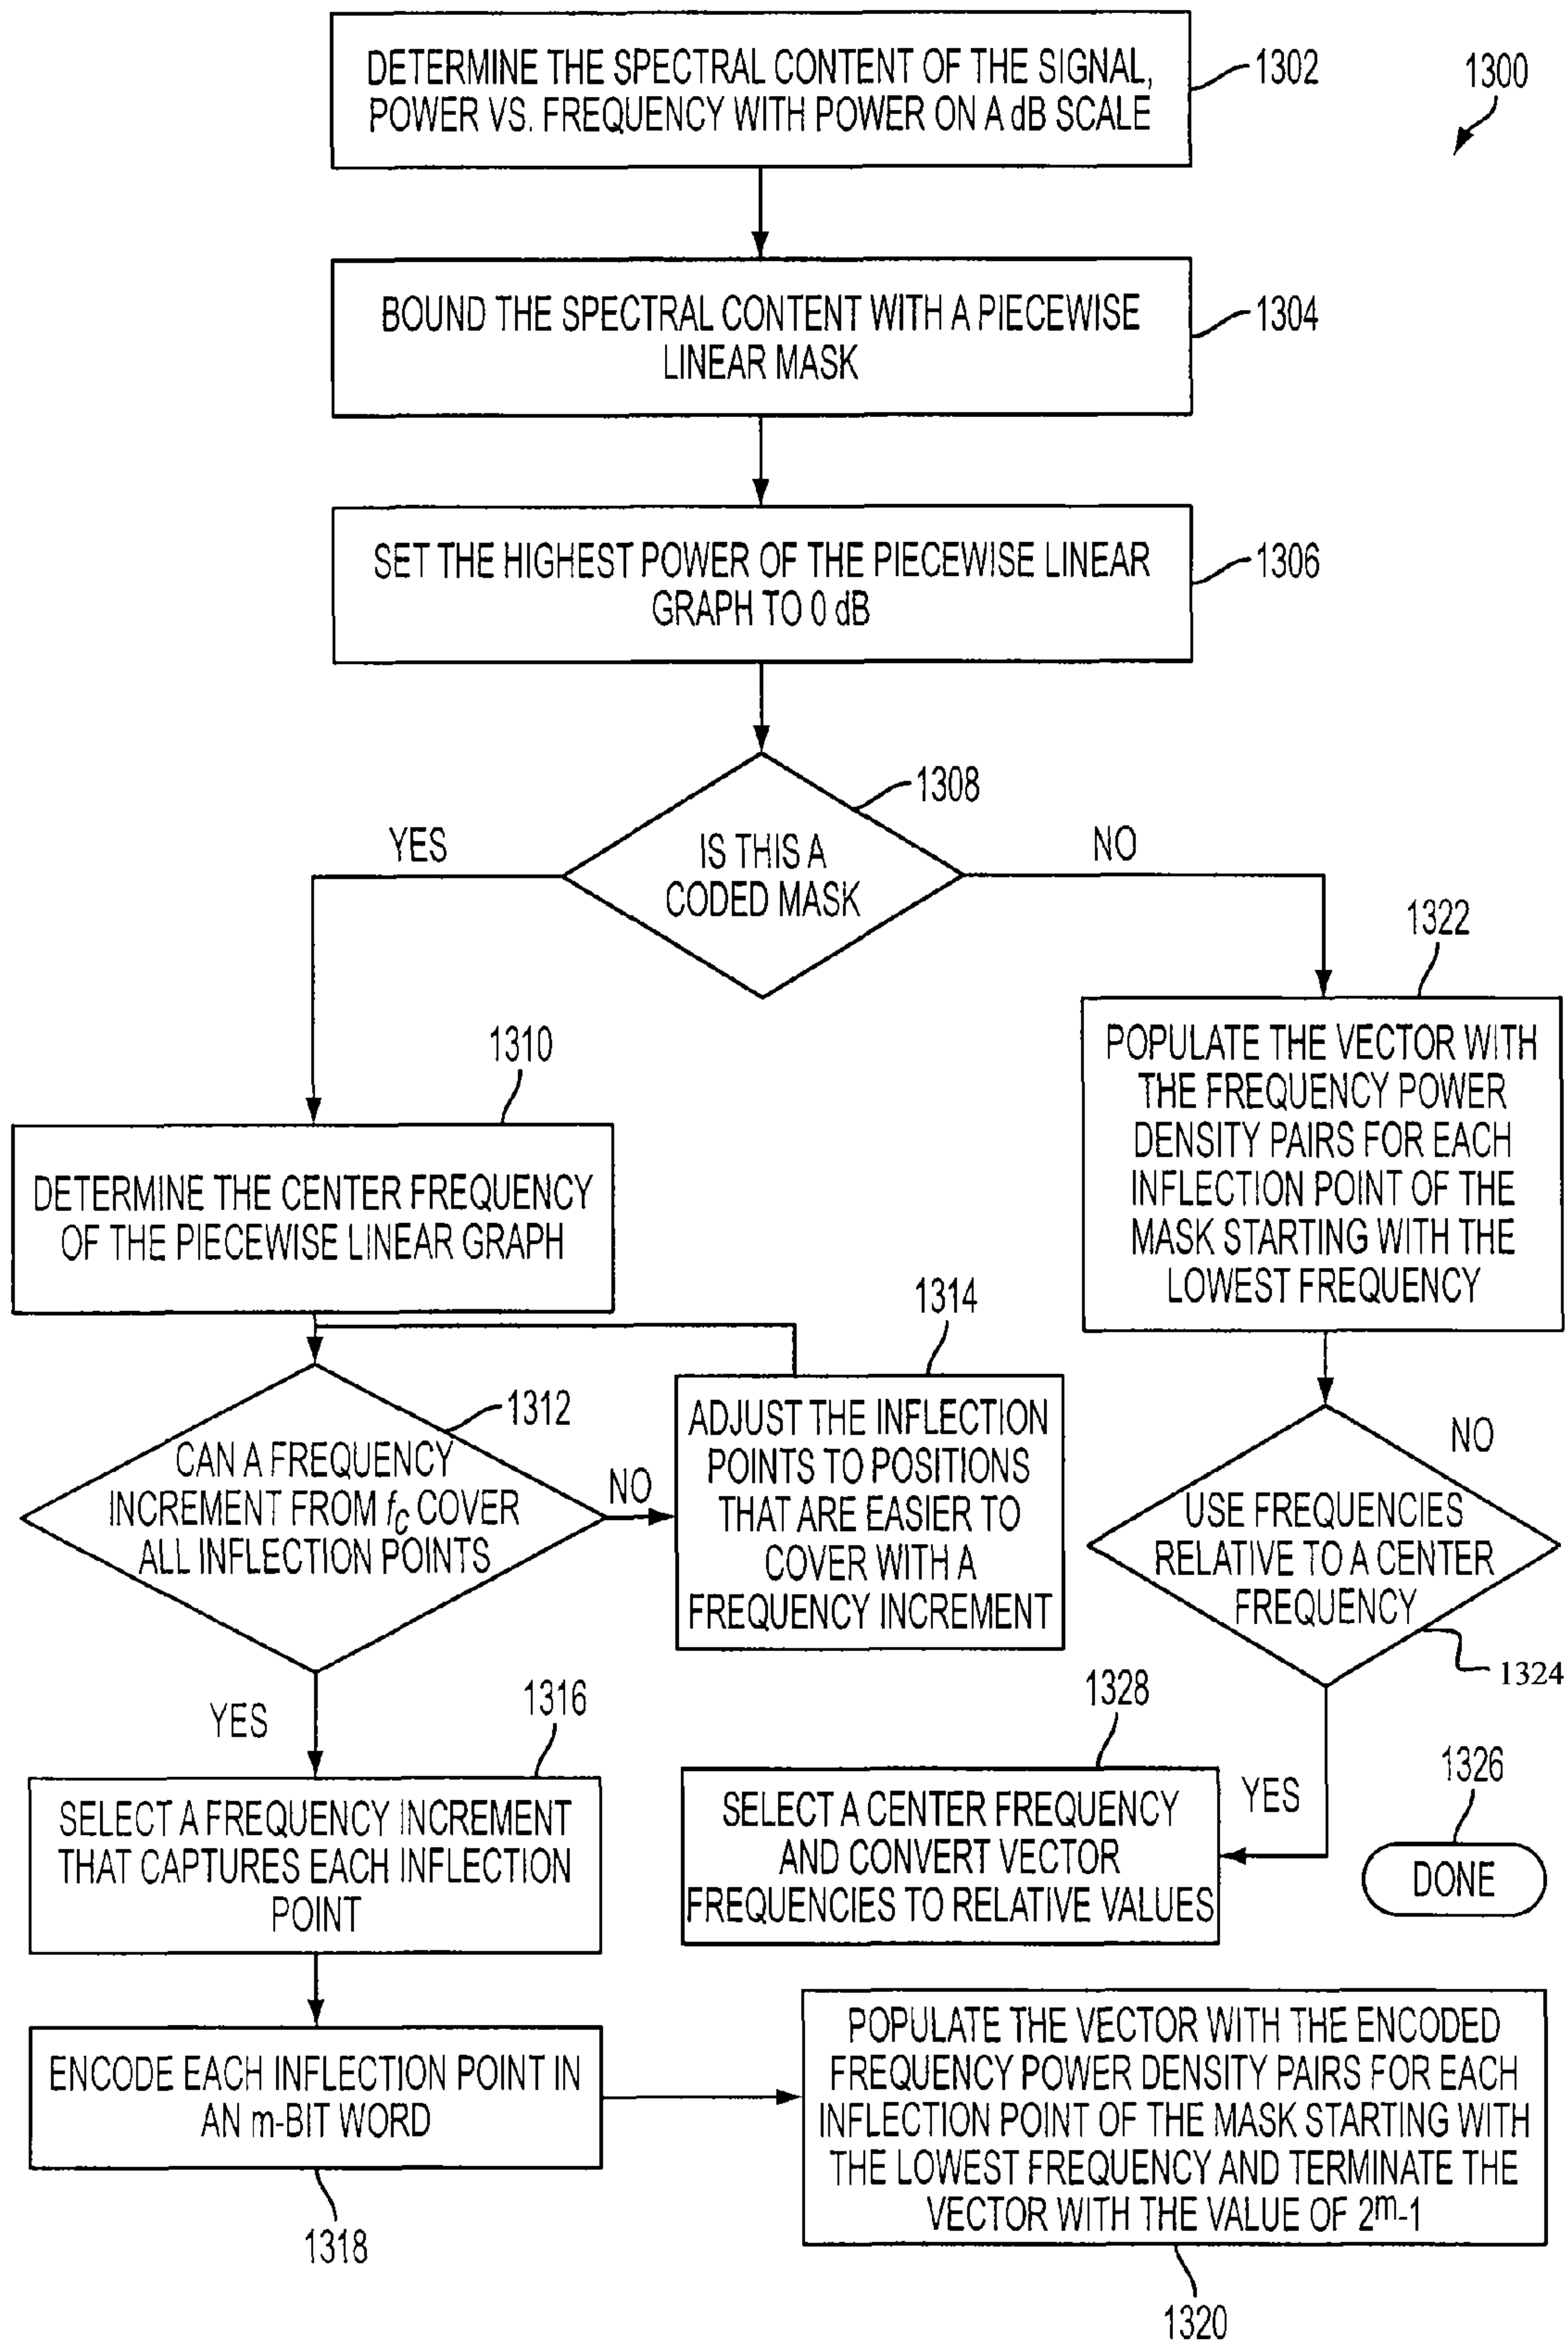 DETERMINE THE SPECTRAL CONTENT OF THE SIGNAL,
POWER VS. FREQUENCY WITH POWER ON A dB SCALE
1302
1300
BOUND THE SPECTRAL CONTENT WITH A PIECEWISE
LINEAR MASK
1304
SET THE HIGHEST POWER OF THE PIECEWISE LINEAR
GRAPH TO 0 dB
1306
1308
IS THIS A
CODED MASK
YES
NO
1310
DETERMINE THE CENTER FREQUENCY
OF THE PIECEWISE LINEAR GRAPH
1322
POPULATE THE VECTOR WITH
THE FREQUENCY POWER
DENSITY PAIRS FOR EACH
INFLECTION POINT OF THE
MASK STARTING WITH THE
LOWEST FREQUENCY
1312
CAN A FREQUENCY
INCREMENT FROM fc COVER
ALL INFLECTION POINTS
NO
1314
ADJUST THE INFLECTION
POINTS TO POSITIONS
THAT ARE EASIER TO
COVER WITH A
FREQUENCY INCREMENT
NO
USE FREQUENCIES
RELATIVE TO A CENTER
FREQUENCY
1324
YES
1316
SELECT A FREQUENCY INCREMENT
THAT CAPTURES EACH INFLECTION
POINT
1328
SELECT A CENTER FREQUENCY
AND CONVERT VECTOR
FREQUENCIES TO RELATIVE VALUES
YES
1326
DONE
ENCODE EACH INFLECTION POINT IN
AN m-BIT WORD
1318
POPULATE THE VECTOR WITH THE ENCODED
FREQUENCY POWER DENSITY PAIRS FOR EACH
INFLECTION POINT OF THE MASK STARTING WITH
THE LOWEST FREQUENCY AND TERMINATE THE
VECTOR WITH THE VALUE OF 2ᵐ-1
1320